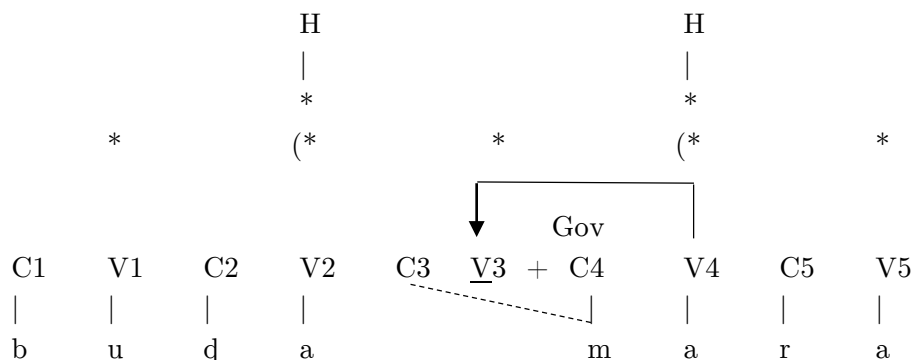 H H
| |
* *
* (* * (* *
Gov
C1 V1 C2 V2 C3 V3 + C4 V4 C5 V5
| | | | | | | |
b u d a m a r a